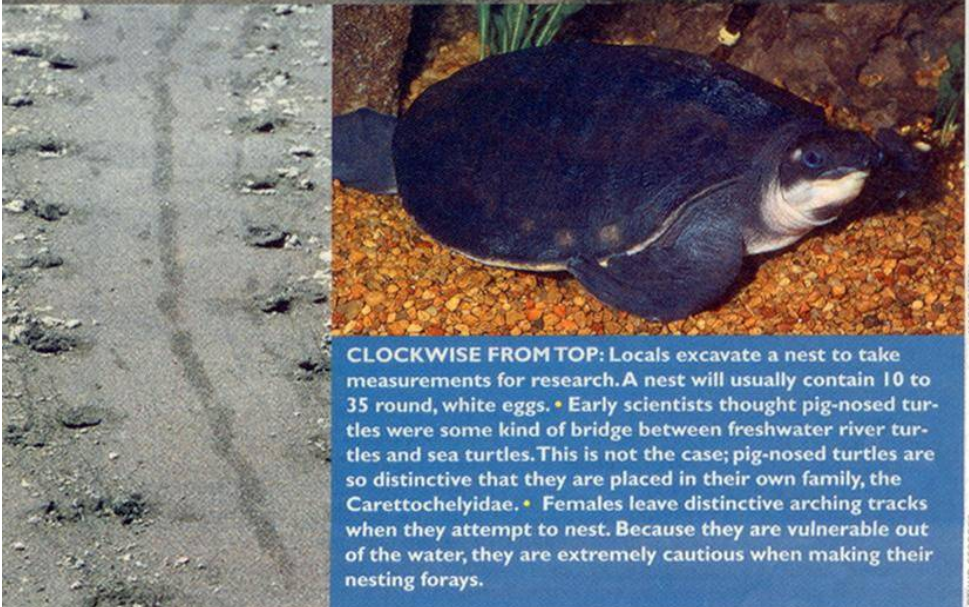 CLOCKWISE FROM TOP: Locals excavate a nest to take
measurements for research. A nest will usually contain 10 to
35 round, white eggs. • Early scientists thought pig-nosed tur-
tles were some kind of bridge between freshwater river tur-
tles and sea turtles. This is not the case; pig-nosed turtles are
so distinctive that they are placed in their own family, the
Carettochelyidae. • Females leave distinctive arching tracks
when they attempt to nest. Because they are vulnerable out
of the water, they are extremely cautious when making their
nesting forays.